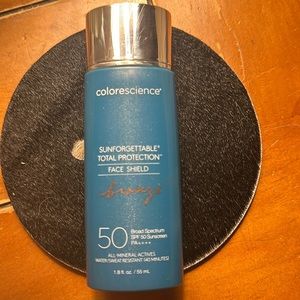 colorescience®
SUNFORGETTABLE®
TOTAL PROTECTION™
FACE SHIELD
bronze
50 Broad Spectrum
SPF 50 Sunscreen
PA++++
ALL MINERAL ACTIVES
WATER/SWEAT RESISTANT (40 MINUTES)
1.8 fl. oz / 55 mL